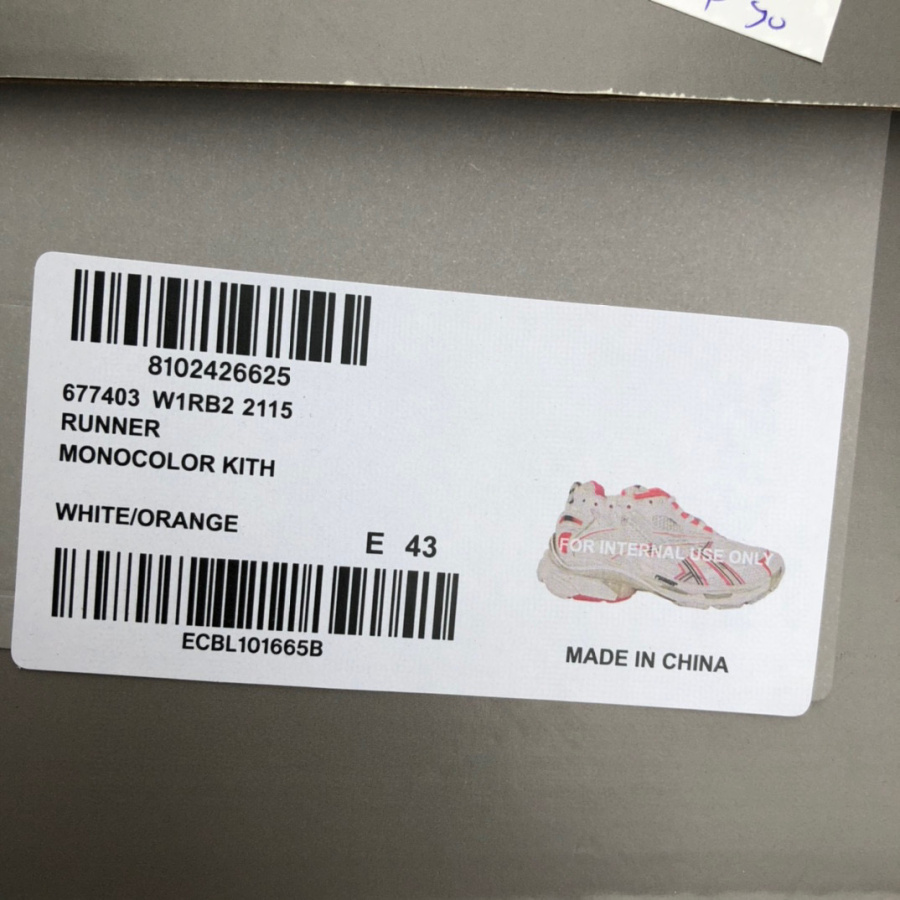 8102426625
677403 W1RB2 2115
RUNNER
MONOCOLOR KITH
WHITE/ORANGE
E 43
ECBL101665B
FOR INTERNAL USE ONLY
MADE IN CHINA